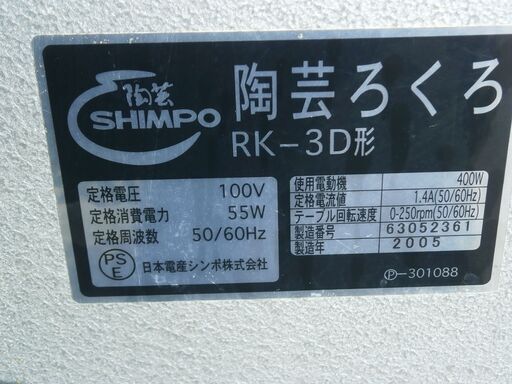 陶芸
SHIMPO
陶芸ろくろ
RK-3D形
定格電圧 100V
定格消費電力 55W
定格周波数 50/60Hz
PSE
日本電産シンポ株式会社
使用電動機 400W
定格電流値 1.4A(50/60Hz)
テーブル回転速度 0-250rpm(50/60Hz)
製造番号 63052361
製造年 2005
Ⓟ-301088